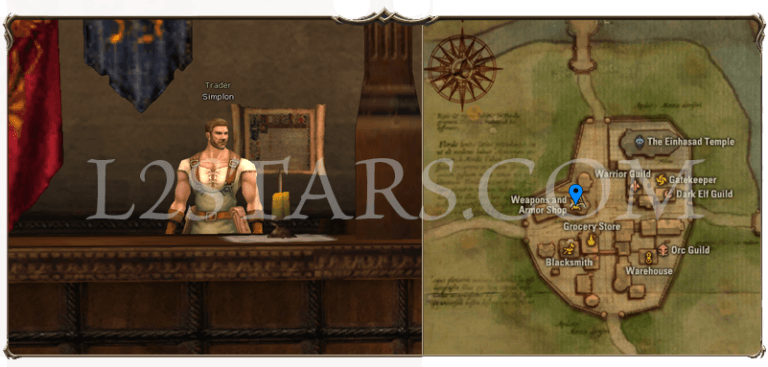 Trader
Simplon
L2STARS.COM
The Einhasad Temple
Warrior Guild
Gatekeeper
Dark Elf Guild
Weapons and
Armor Shop
Grocery Store
Orc Guild
Blacksmith
Warehouse